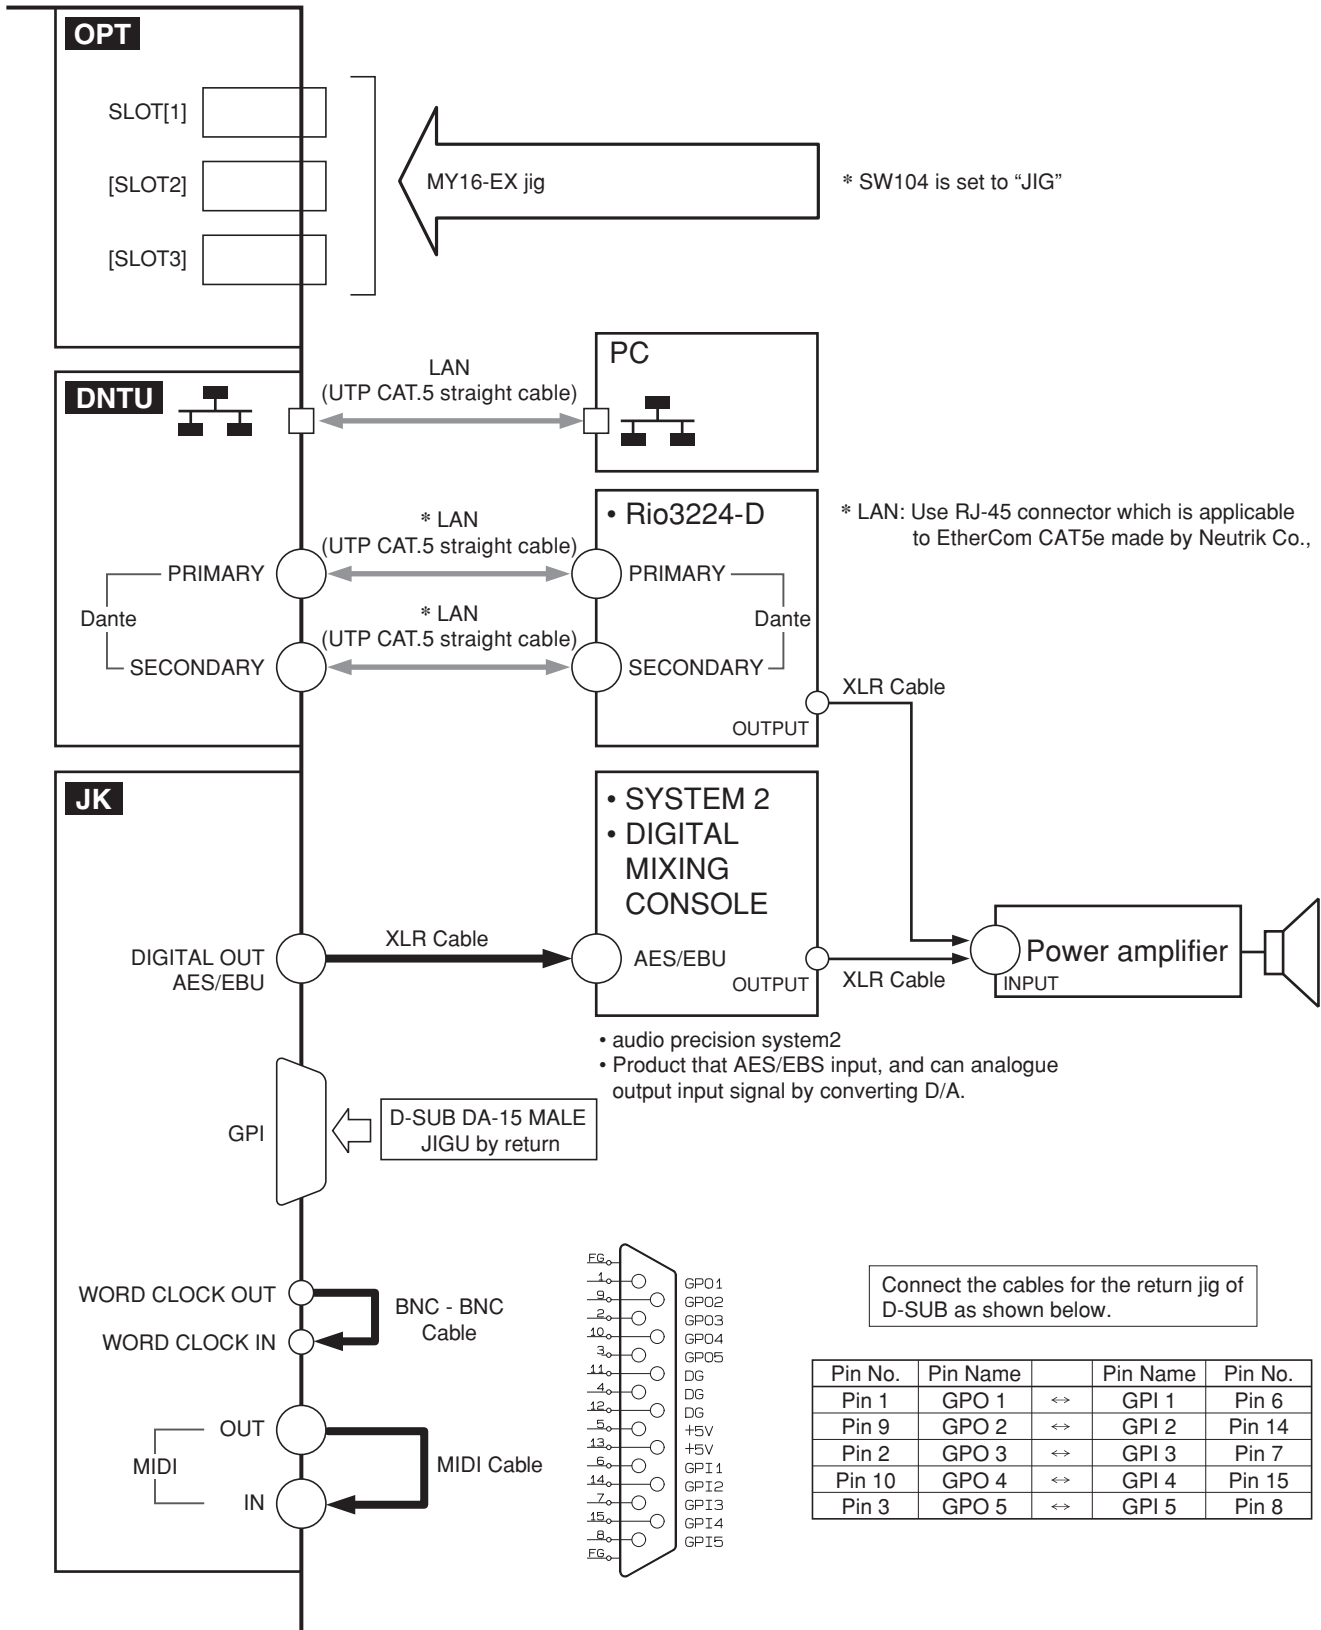 OPT
SLOT[1]
[SLOT2]
[SLOT3]
MY16-EX jig
* SW104 is set to “JIG”
DNTU
LAN
(UTP CAT.5 straight cable)
PC
* LAN
(UTP CAT.5 straight cable)
• Rio3224-D
* LAN: Use RJ-45 connector which is applicable
to EtherCom CAT5e made by Neutrik Co.,
PRIMARY
PRIMARY
Dante
* LAN
(UTP CAT.5 straight cable)
Dante
SECONDARY
SECONDARY
XLR Cable
OUTPUT
JK
• SYSTEM 2
• DIGITAL
MIXING
CONSOLE
DIGITAL OUT
AES/EBU
XLR Cable
AES/EBU
OUTPUT
XLR Cable
Power amplifier
INPUT
• audio precision system2
• Product that AES/EBS input, and can analogue
output input signal by converting D/A.
GPI
D-SUB DA-15 MALE
JIGU by return
WORD CLOCK OUT
WORD CLOCK IN
BNC - BNC
Cable
MIDI
OUT
IN
MIDI Cable
FG
1 GPO1
9 GPO2
2 GPO3
10 GPO4
3 GPO5
11 DG
4 DG
12 DG
5 +5V
13 +5V
6 GPI1
14 GPI2
7 GPI3
15 GPI4
8 GPI5
FG
Connect the cables for the return jig of
D-SUB as shown below.
Pin No. Pin Name Pin Name Pin No.
Pin 1 GPO 1 ↔ GPI 1 Pin 6
Pin 9 GPO 2 ↔ GPI 2 Pin 14
Pin 2 GPO 3 ↔ GPI 3 Pin 7
Pin 10 GPO 4 ↔ GPI 4 Pin 15
Pin 3 GPO 5 ↔ GPI 5 Pin 8